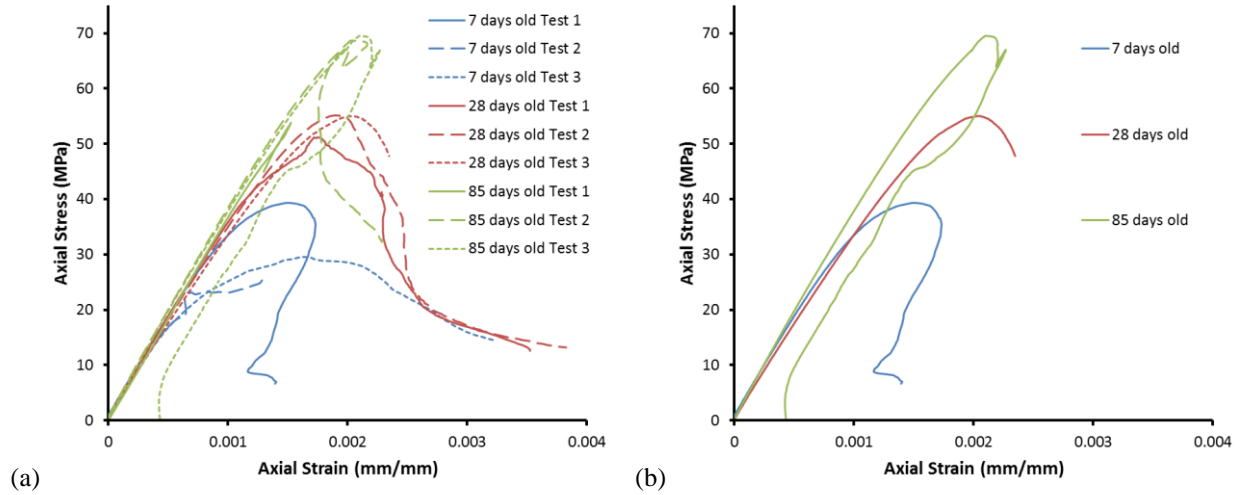 70
60
50
40
30
20
10
0
Axial Stress (MPa)
0 0.001 0.002 0.003 0.004
Axial Strain (mm/mm)
7 days old Test 1
7 days old Test 2
7 days old Test 3
28 days old Test 1
28 days old Test 2
28 days old Test 3
85 days old Test 1
85 days old Test 2
85 days old Test 3
(a)
70
60
50
40
30
20
10
0
Axial Stress (MPa)
0 0.001 0.002 0.003 0.004
Axial Strain (mm/mm)
7 days old
28 days old
85 days old
(b)